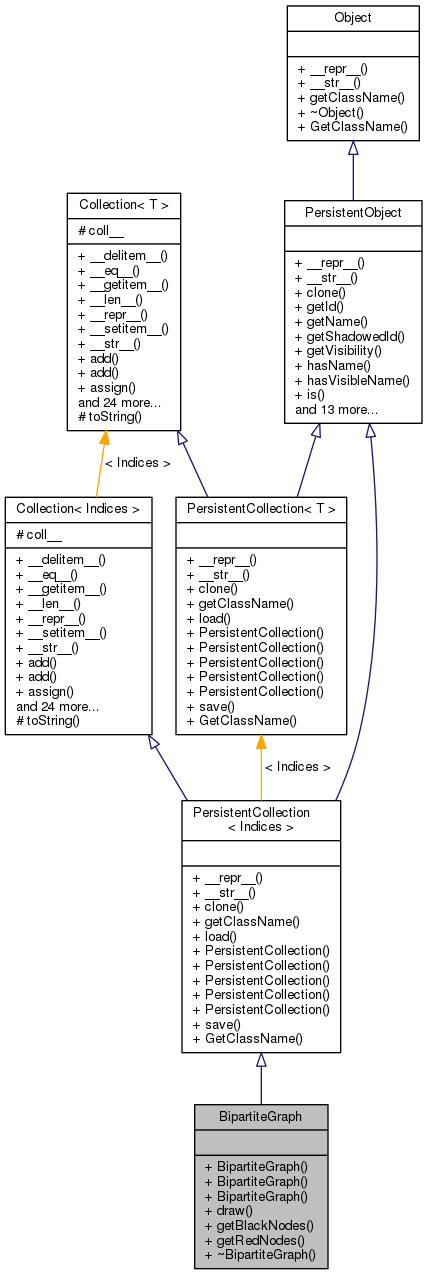 Object
+ __repr__()
+ __str__()
+ getClassName()
+ ~Object()
+ GetClassName()
Collection< T >
# coll__
+ __delitem__()
+ __eq__()
+ __getitem__()
+ __len__()
+ __repr__()
+ __setitem__()
+ __str__()
+ add()
+ add()
+ assign()
and 24 more...
# toString()
PersistentObject
+ __repr__()
+ __str__()
+ clone()
+ getId()
+ getName()
+ getShadowedId()
+ getVisibility()
+ hasName()
+ hasVisibleName()
+ is()
and 13 more...
< Indices >
Collection< Indices >
# coll__
+ __delitem__()
+ __eq__()
+ __getitem__()
+ __len__()
+ __repr__()
+ __setitem__()
+ __str__()
+ add()
+ add()
+ assign()
and 24 more...
# toString()
PersistentCollection< T >
+ __repr__()
+ __str__()
+ clone()
+ getClassName()
+ load()
+ PersistentCollection()
+ PersistentCollection()
+ PersistentCollection()
+ PersistentCollection()
+ PersistentCollection()
+ save()
+ GetClassName()
< Indices >
PersistentCollection
< Indices >
+ __repr__()
+ __str__()
+ clone()
+ getClassName()
+ load()
+ PersistentCollection()
+ PersistentCollection()
+ PersistentCollection()
+ PersistentCollection()
+ PersistentCollection()
+ save()
+ GetClassName()
BipartiteGraph
+ BipartiteGraph()
+ BipartiteGraph()
+ BipartiteGraph()
+ draw()
+ getBlackNodes()
+ getRedNodes()
+ ~BipartiteGraph()